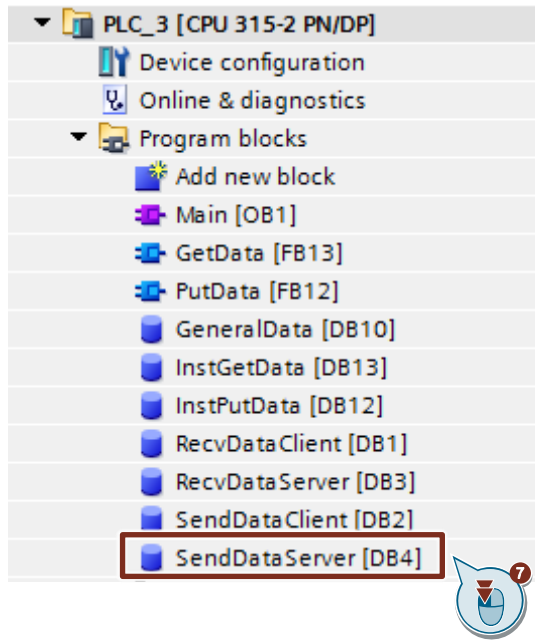 PLC_3 [CPU 315-2 PN/DP]
Device configuration
Online & diagnostics
Program blocks
Add new block
Main [OB1]
GetData [FB13]
PutData [FB12]
GeneralData [DB10]
InstGetData [DB13]
InstPutData [DB12]
RecvDataClient [DB1]
RecvDataServer [DB3]
SendDataClient [DB2]
SendDataServer [DB4]
7